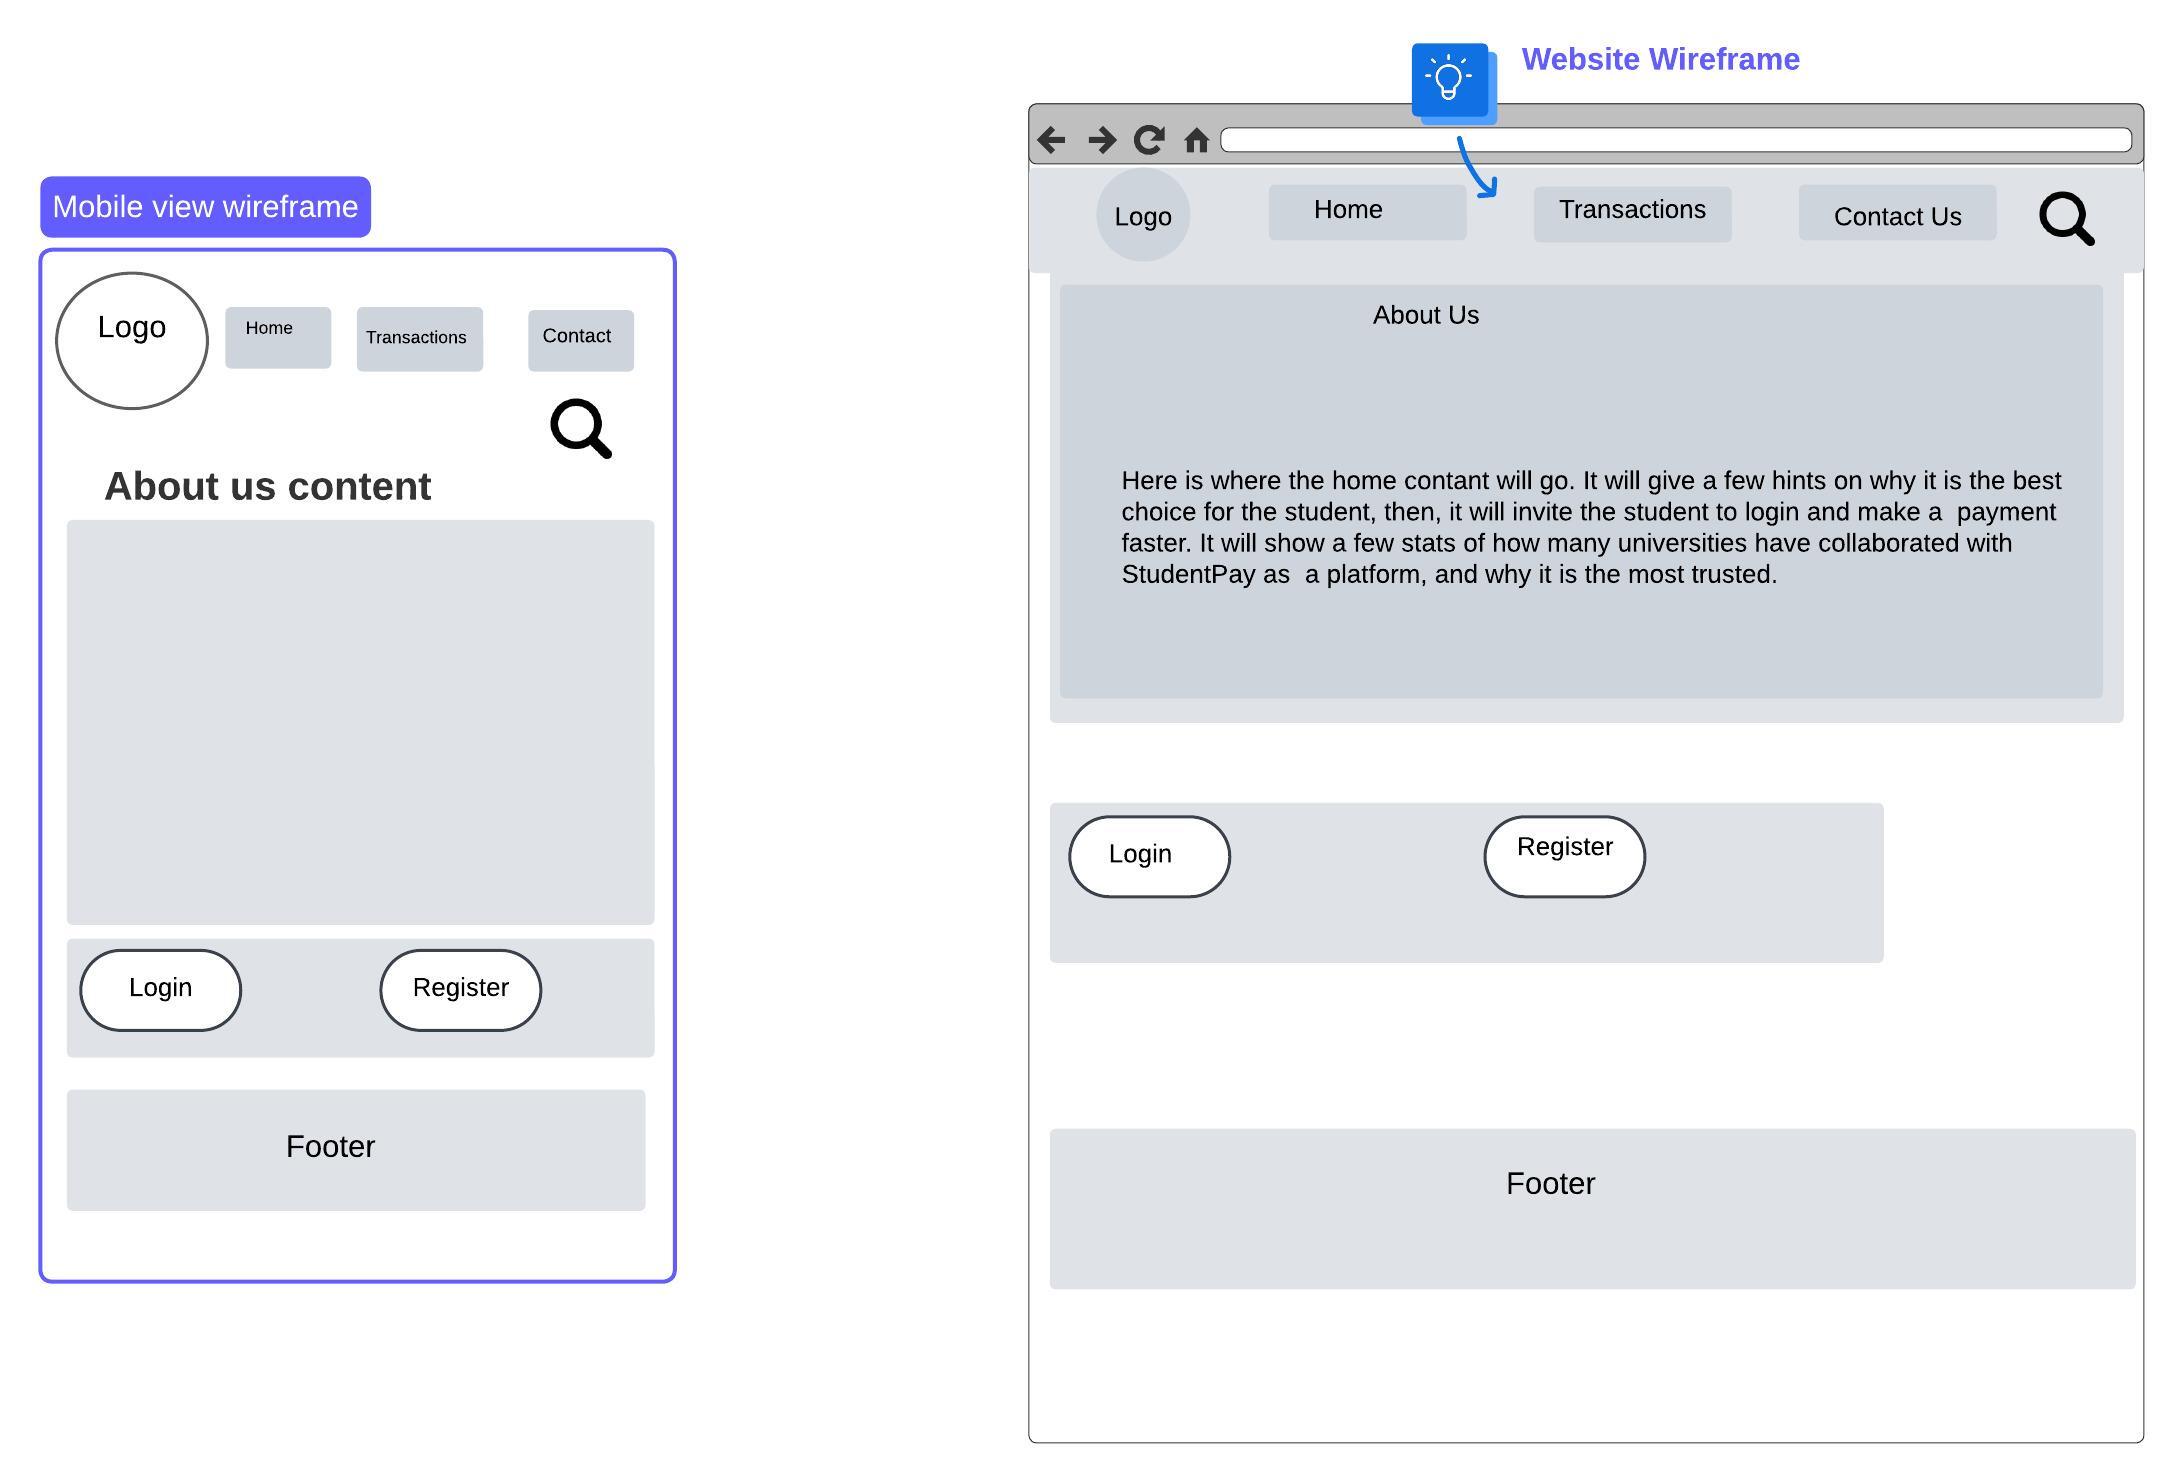 Mobile view wireframe
Logo
Home
Transactions
Contact
About us content
Login
Register
Footer
Website Wireframe
Logo
Home
Transactions
Contact Us
About Us
Here is where the home contant will go. It will give a few hints on why it is the best
choice for the student, then, it will invite the student to login and make a  payment
faster. It will show a few stats of how many universities have collaborated with
StudentPay as  a platform, and why it is the most trusted.
Login
Register
Footer